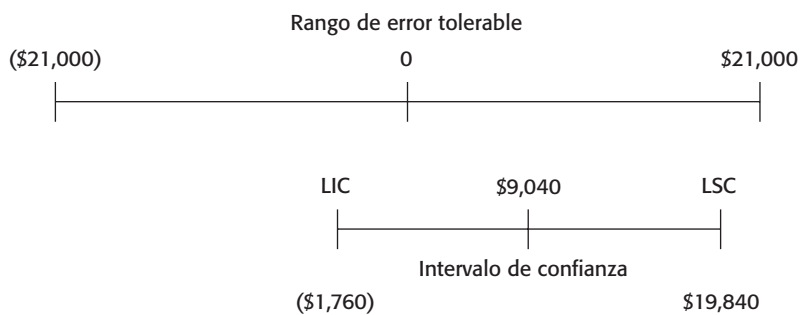 Rango de error tolerable
($21,000) 0 $21,000
LIC $9,040 LSC
Intervalo de confianza
($1,760) $19,840